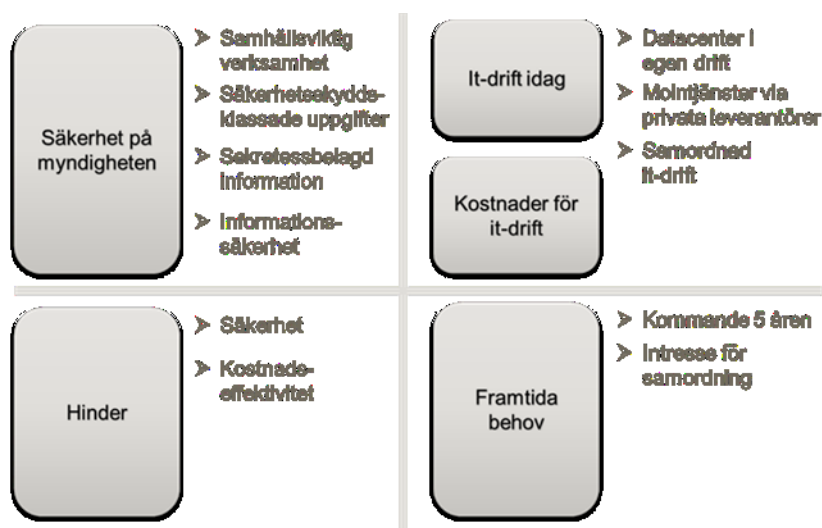 Säkerhet på
myndigheten
Samhällsviktig
verksamhet
Säkerhetsskydds-
klassade uppgifter
Sekretessbelagd
information
Informations-
säkerhet
It-drift idag
Datacenter i
egen drift
Molntjänster via
privata leverantörer
Samordnad
it-drift
Kostnader för
it-drift
Hinder
Säkerhet
Kostnads-
effektivitet
Framtida
behov
Kommande 5 åren
Intresse för
samordning